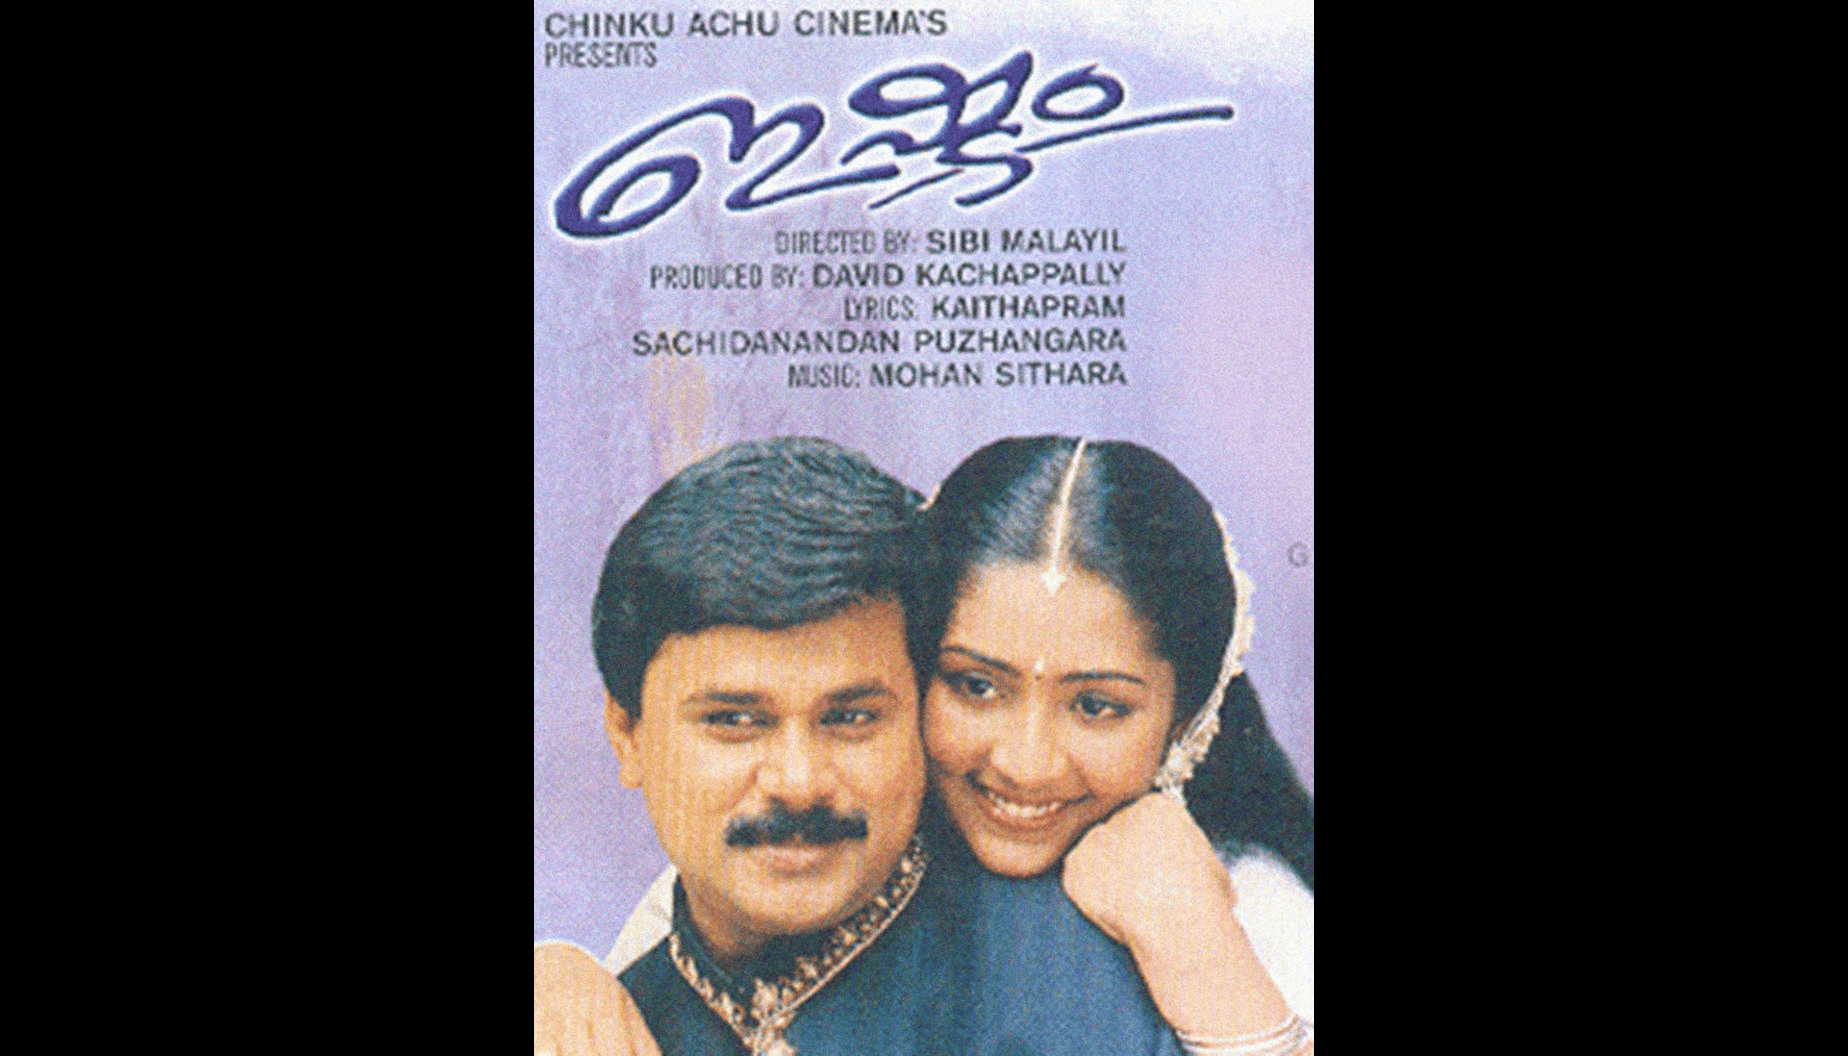 CHINKU ACHU CINEMA'S
PRESENTS
ഇഷ്ടം
DIRECTED BY: SIBI MALAYIL
PRODUCED BY: DAVID KACHAPPALLY
LYRICS: KAITHAPRAM
SACHIDANANDAN PUZHANGARA
MUSIC: MOHAN SITHARA
G